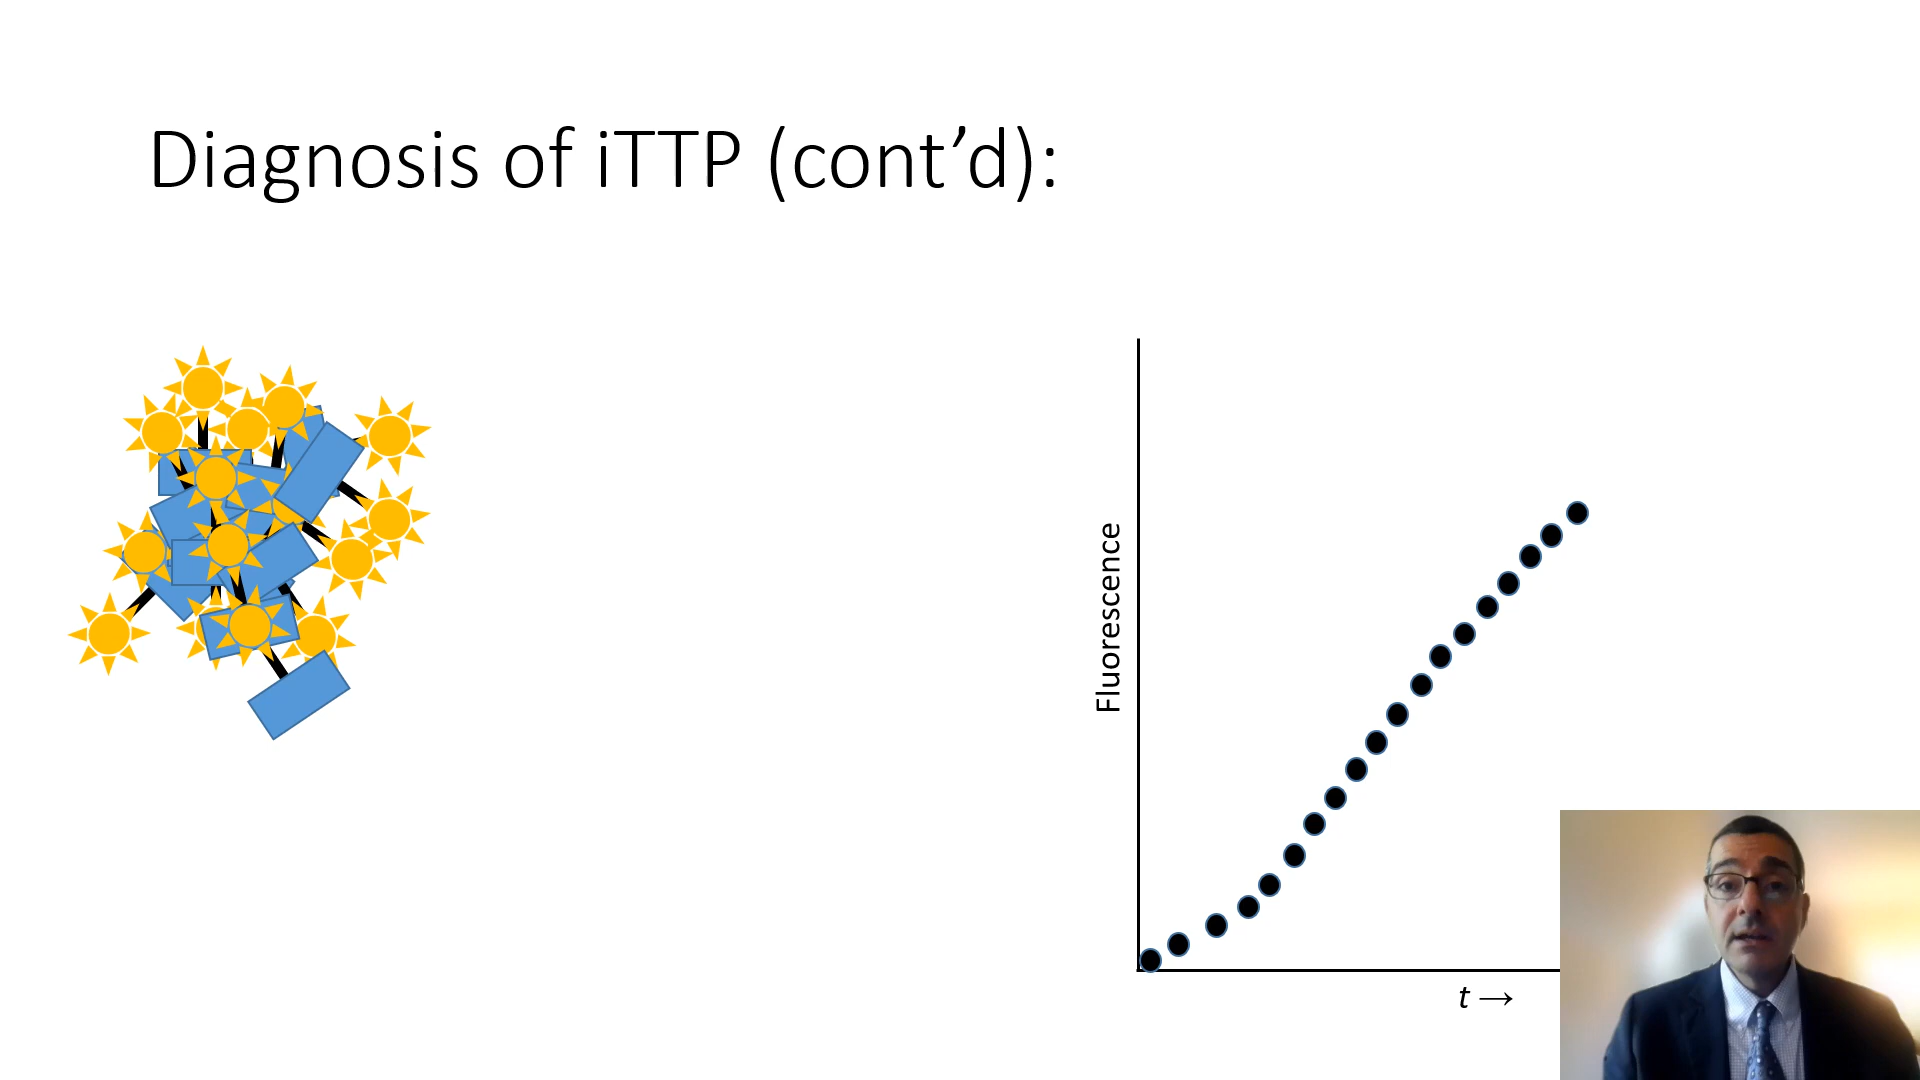 Diagnosis of iTTP (cont’d):
Fluorescence
t →